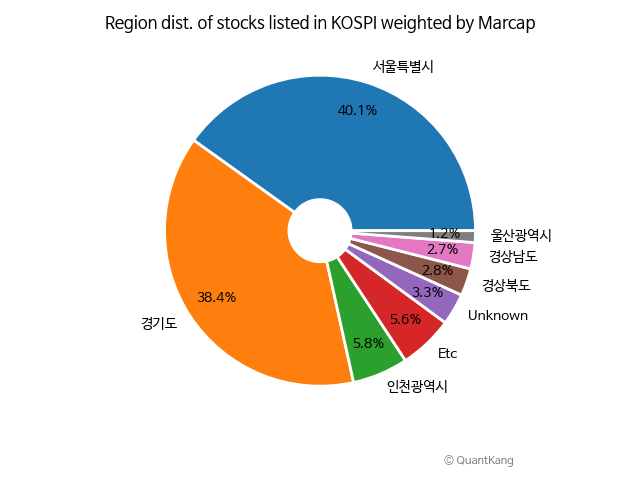 Region dist. of stocks listed in KOSPI weighted by Marcap
서울특별시
40.1%
경기도
38.4%
인천광역시
5.8%
Etc
5.6%
Unknown
3.3%
경상북도
2.8%
경상남도
2.7%
울산광역시
1.2%
© QuantKang